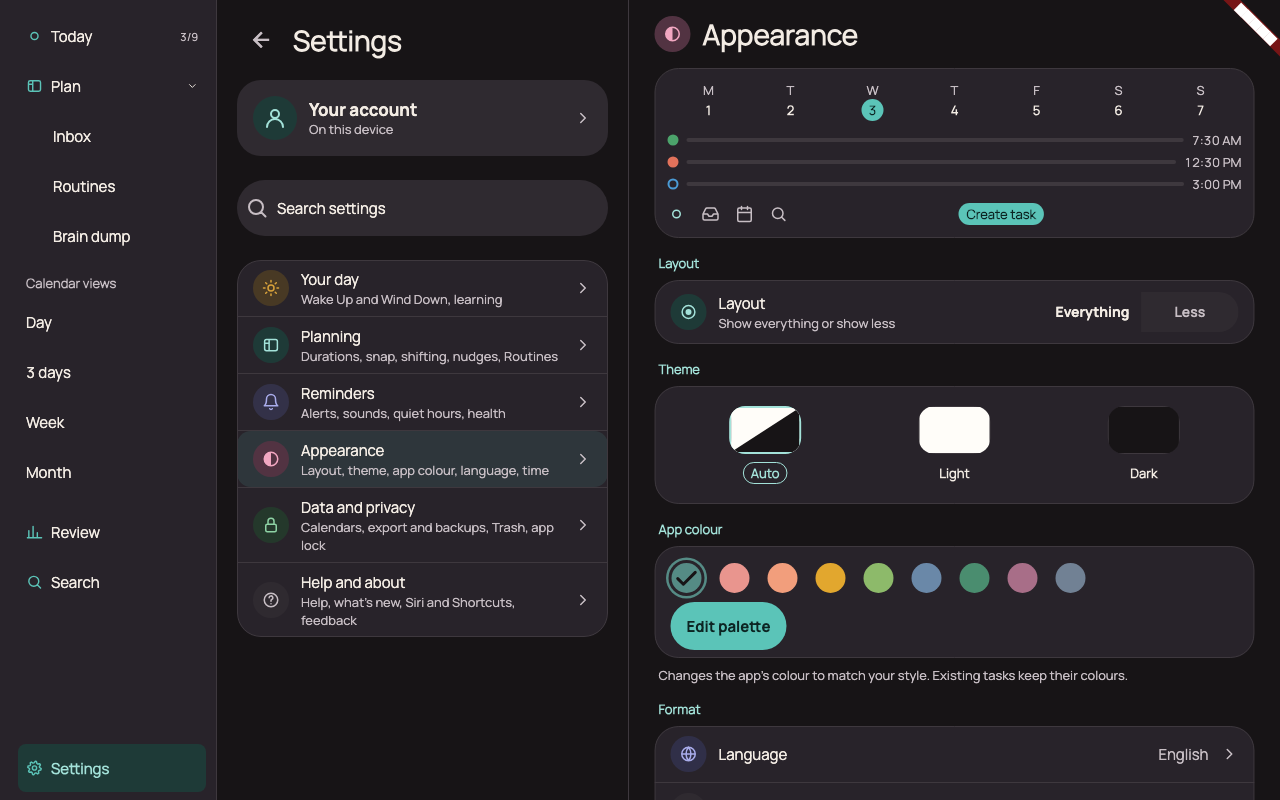 Today 3/9
Plan
Inbox
Routines
Brain dump
Calendar views
Day
3 days
Week
Month
Review
Search
Settings
Settings
Your account
On this device
Search settings
Your day
Wake Up and Wind Down, learning
Planning
Durations, snap, shifting, nudges, Routines
Reminders
Alerts, sounds, quiet hours, health
Appearance
Layout, theme, app colour, language, time
Data and privacy
Calendars, export and backups, Trash, app
lock
Help and about
Help, what's new, Siri and Shortcuts,
feedback
Appearance
M T W T F S S
1 2 3 4 5 6 7
7:30 AM
12:30 PM
3:00 PM
Create task
Layout
Layout
Show everything or show less
Everything Less
Theme
Auto Light Dark
App colour
Edit palette
Changes the app's colour to match your style. Existing tasks keep their colours.
Format
Language English